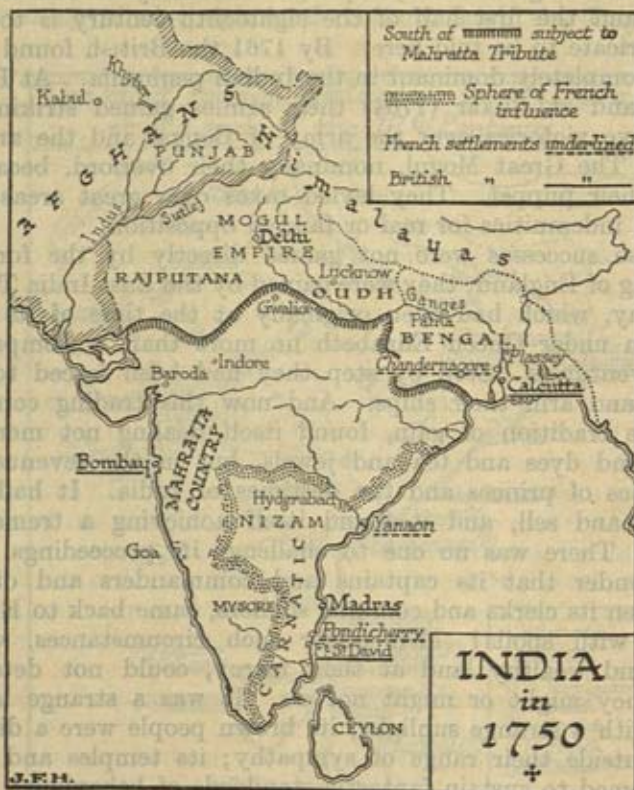 South of subject to
Mahratta Tribute
Sphere of French
influence
French settlements underlined
British " "
Khyber
Kabul
AFGHANS
PUNJAB
Indus
Sutlej
Himalayas
MOGUL
EMPIRE
Delhi
RAJPUTANA
Lucknow
OUDH
Gwalior
Ganges
Patna
BENGAL
Plassey
Chandernagore
Calcutta
Indore
Baroda
MAHRATTA
COUNTRY
Bombay
Hyderabad
NIZAM
Yanaon
Goa
CARNATIC
MYSORE
Madras
Pondicherry
Ft. St David
CEYLON
INDIA
in
1750
J.F.H.